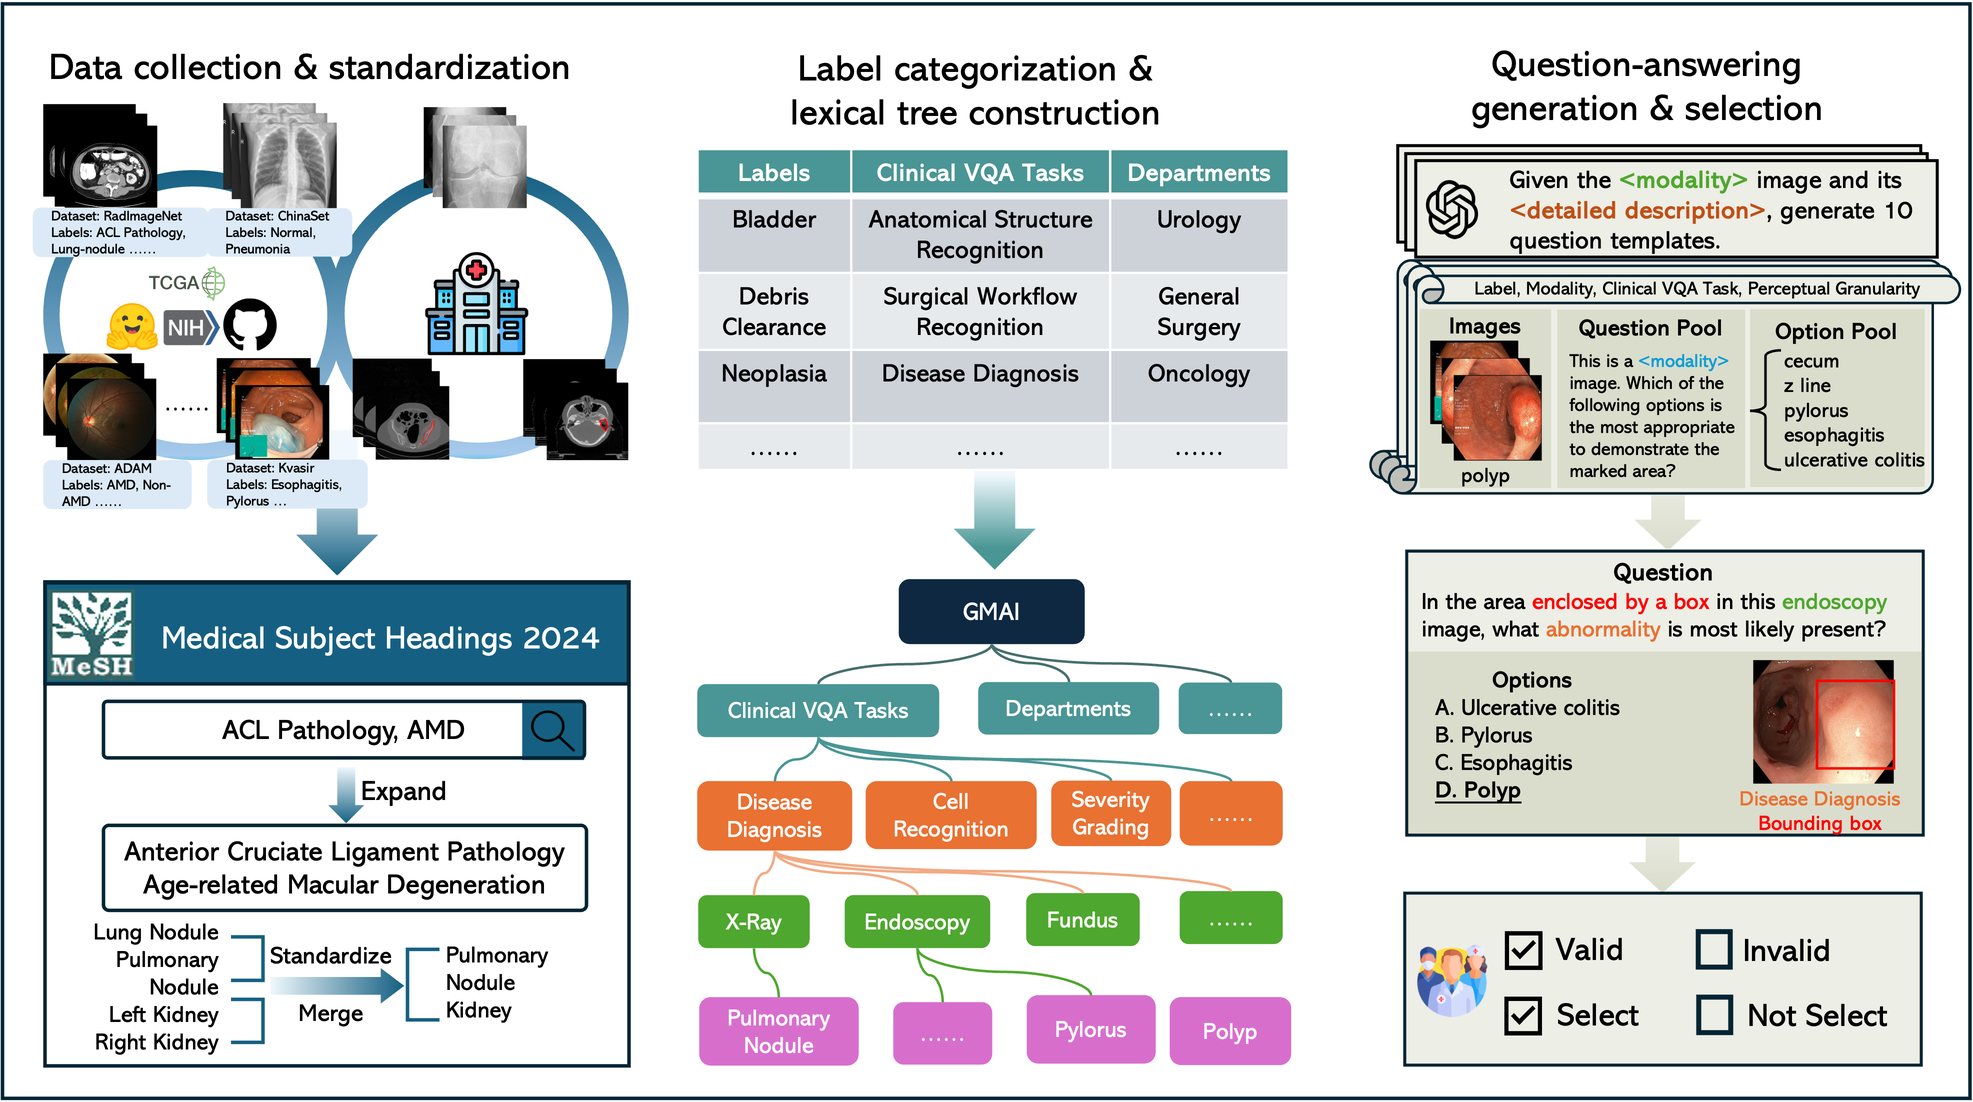 Data collection & standardization
Dataset: RadImageNet
Labels: ACL Pathology,
Lung-nodule ......
Dataset: ChinaSet
Labels: Normal,
Pneumonia
TCGA
NIH
Dataset: ADAM
Labels: AMD, Non-
AMD ......
......
Dataset: Kvasir
Labels: Esophagitis,
Pylorus ...
MeSH
Medical Subject Headings 2024
ACL Pathology, AMD
Expand
Anterior Cruciate Ligament Pathology
Age-related Macular Degeneration
Lung Nodule
Pulmonary
Nodule
Left Kidney
Right Kidney
Standardize
Merge
Pulmonary
Nodule
Kidney
Label categorization &
lexical tree construction
Labels
Clinical VQA Tasks
Departments
Bladder
Anatomical Structure
Recognition
Urology
Debris
Clearance
Surgical Workflow
Recognition
General
Surgery
Neoplasia
Disease Diagnosis
Oncology
......
......
......
GMAI
Clinical VQA Tasks
Departments
......
Disease
Diagnosis
Cell
Recognition
Severity
Grading
......
X-Ray
Endoscopy
Fundus
......
Pulmonary
Nodule
......
Pylorus
Polyp
Question-answering
generation & selection
Given the <modality> image and its
<detailed description>, generate 10
question templates.
Label, Modality, Clinical VQA Task, Perceptual Granularity
Images
polyp
Question Pool
This is a <modality>
image. Which of the
following options is
the most appropriate
to demonstrate the
marked area?
Option Pool
cecum
z line
pylorus
esophagitis
ulcerative colitis
Question
In the area enclosed by a box in this endoscopy
image, what abnormality is most likely present?
Options
A. Ulcerative colitis
B. Pylorus
C. Esophagitis
D. Polyp
Disease Diagnosis
Bounding box
Valid
Invalid
Select
Not Select